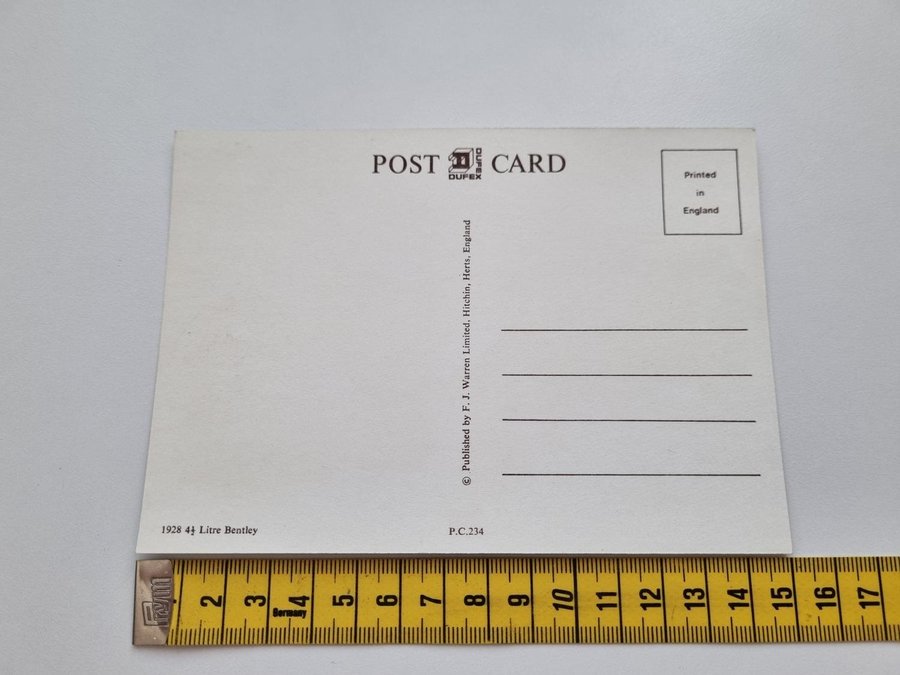 POST DUFEX DUFEX CARD
Printed
in
England
© Published by F. J. Warren Limited, Hitchin, Herts, England
1928 4½ Litre Bentley
P.C.234
2 3 4 5 6 7 8 9 10 11 12 13 14 15 16 17
Germany